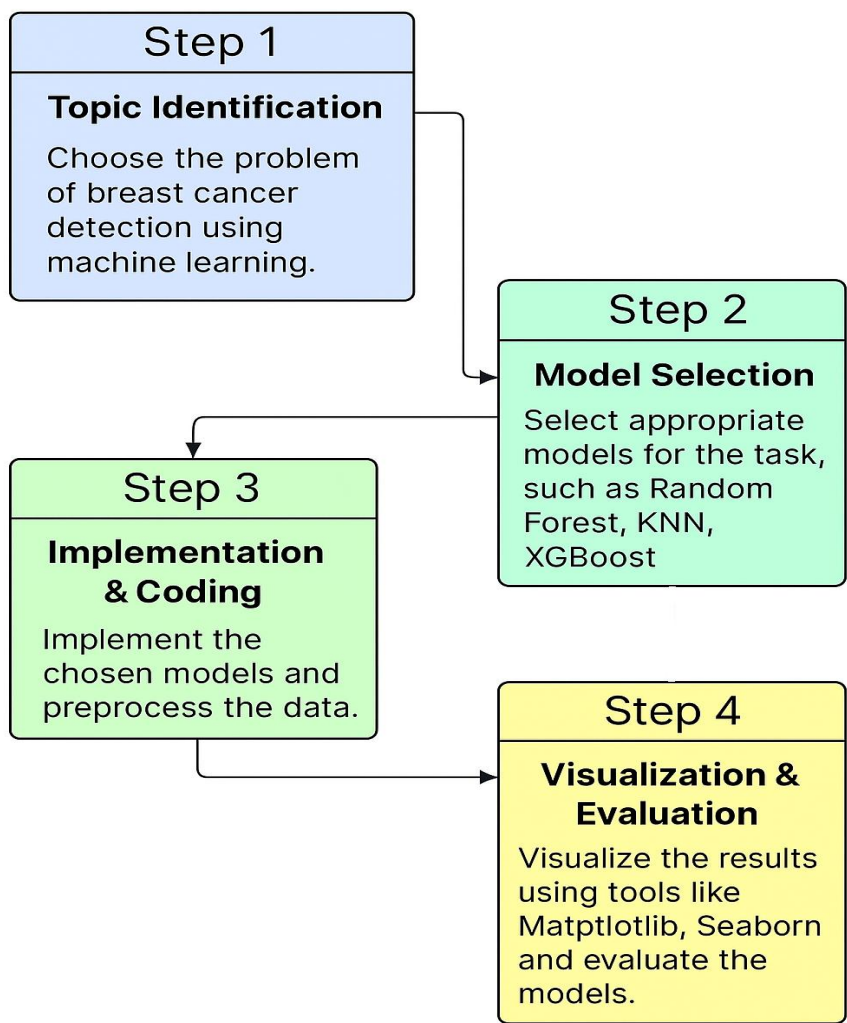 Step 1
Topic Identification
Choose the problem
of breast cancer
detection using
machine learning.
Step 2
Model Selection
Select appropriate
models for the task,
such as Random
Forest, KNN,
XGBoost
Step 3
Implementation
& Coding
Implement the
chosen models and
preprocess the data.
Step 4
Visualization &
Evaluation
Visualize the results
using tools like
Matptlotlib, Seaborn
and evaluate the
models.